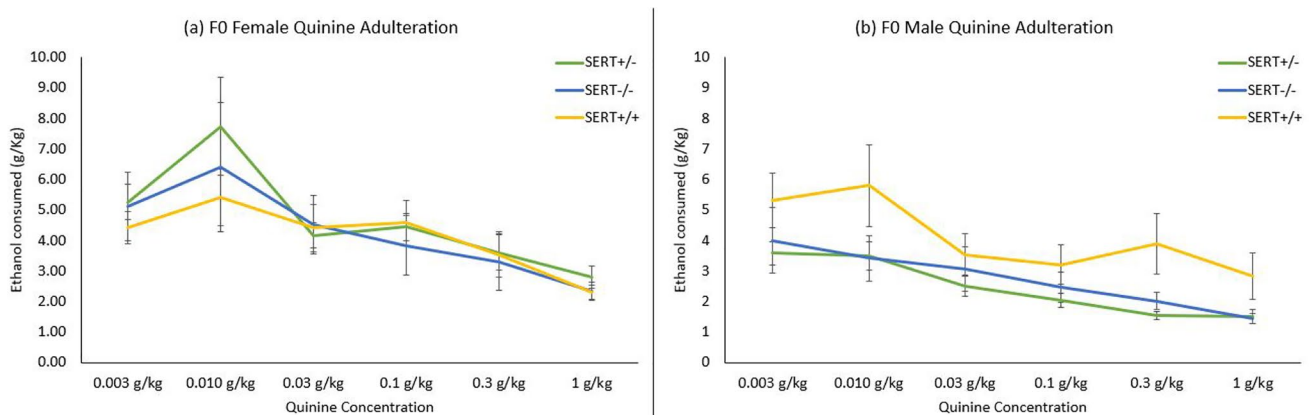 (a) F0 Female Quinine Adulteration
10.00
9.00
8.00
7.00
6.00
5.00
4.00
3.00
2.00
1.00
0.00
Ethanol consumed (g/Kg)
SERT+/-
SERT-/-
SERT+/+
0.003 g/kg 0.010 g/kg 0.03 g/kg 0.1 g/kg 0.3 g/kg 1 g/kg
Quinine Concentration
(b) F0 Male Quinine Adulteration
10
9
8
7
6
5
4
3
2
1
0
Ethanol consumed (g/Kg)
SERT+/-
SERT-/-
SERT+/+
0.003 g/kg 0.010 g/kg 0.03 g/kg 0.1 g/kg 0.3 g/kg 1 g/kg
Quinine Concentration